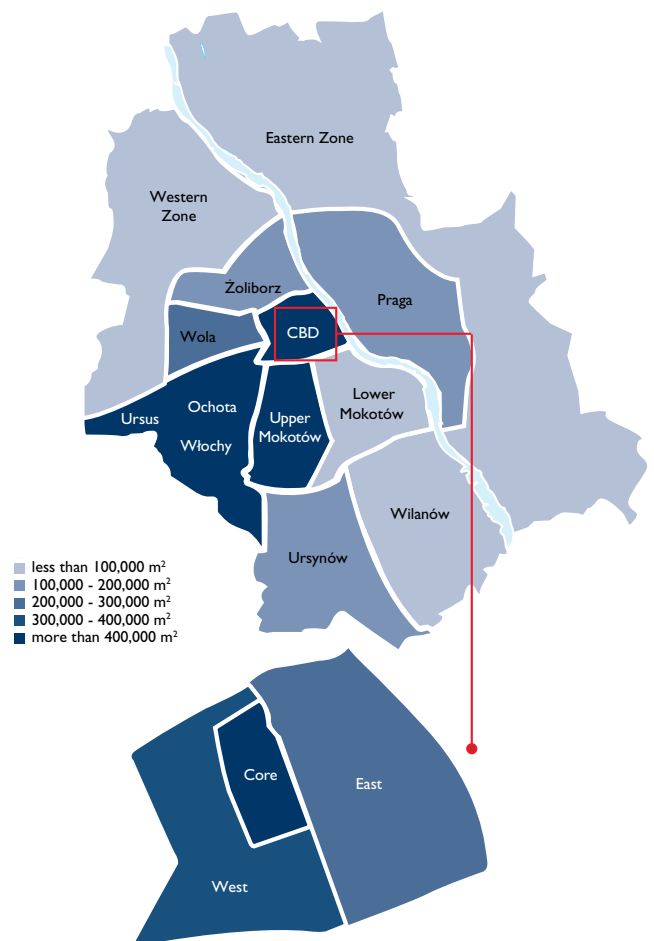 Eastern Zone
Western
Zone
Żoliborz
Praga
CBD
Wola
Lower
Mokotów
Ursus
Ochota
Włochy
Upper
Mokotów
Wilanów
Ursynów
less than 100,000 m²
100,000 - 200,000 m²
200,000 - 300,000 m²
300,000 - 400,000 m²
more than 400,000 m²
Core
East
West